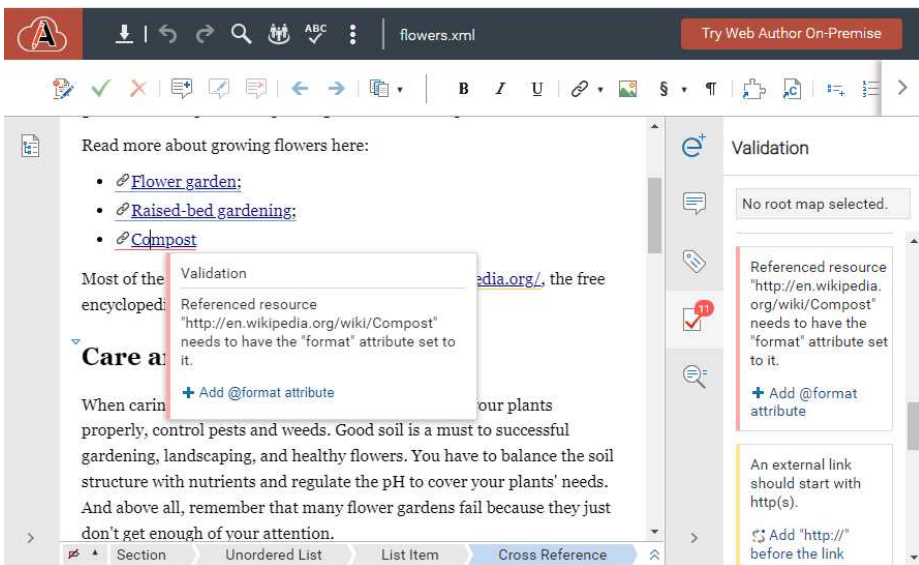 ABC
flowers.xml
Try Web Author On-Premise
B I U § ¶
Read more about growing flowers here:
• Flower garden;
• Raised-bed gardening;
• Compost
Most of the
edia.org/, the free
encyclopedi
Validation
Referenced resource
"http://en.wikipedia.org/wiki/Compost"
needs to have the "format" attribute set to
it.
+ Add @format attribute
Care a
When carin
our plants
properly, control pests and weeds. Good soil is a must to successful
gardening, landscaping, and healthy flowers. You have to balance the soil
structure with nutrients and regulate the pH to cover your plants' needs.
And above all, remember that many flower gardens fail because they just
don't get enough of your attention.
Section Unordered List List Item Cross Reference
11
Validation
No root map selected.
Referenced resource
"http://en.wikipedia.
org/wiki/Compost"
needs to have the
"format" attribute set
to it.
+ Add @format
attribute
An external link
should start with
http(s).
Add "http://"
before the link